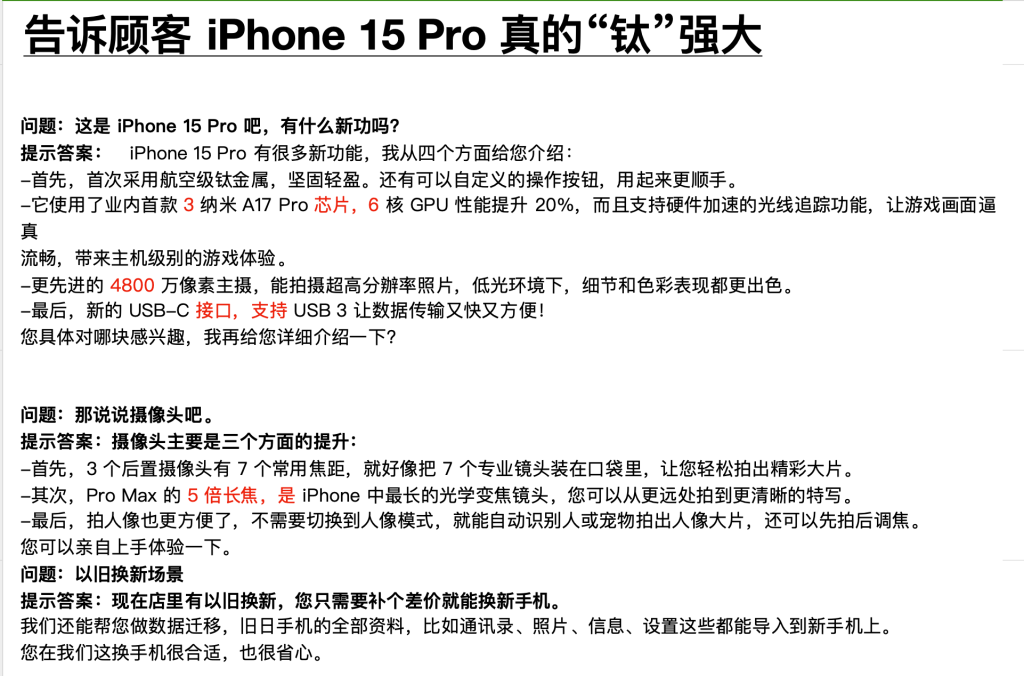 告诉顾客 iPhone 15 Pro 真的“钛”强大
问题：这是 iPhone 15 Pro 吧，有什么新功吗？
提示答案： iPhone 15 Pro 有很多新功能，我从四个方面给您介绍：
–首先，首次采用航空级钛金属，坚固轻盈。还有可以自定义的操作按钮，用起来更顺手。
–它使用了业内首款 3 纳米 A17 Pro 芯片，6 核 GPU 性能提升 20%，而且支持硬件加速的光线追踪功能，让游戏画面逼
真
流畅，带来主机级别的游戏体验。
–更先进的 4800 万像素主摄，能拍摄超高分辨率照片，低光环境下，细节和色彩表现都更出色。
–最后，新的 USB–C 接口，支持 USB 3 让数据传输又快又方便！
您具体对哪块感兴趣，我再给您详细介绍一下？
问题：那说说摄像头吧。
提示答案：摄像头主要是三个方面的提升：
–首先，3 个后置摄像头有 7 个常用焦距，就好像把 7 个专业镜头装在口袋里，让您轻松拍出精彩大片。
–其次，Pro Max 的 5 倍长焦，是 iPhone 中最长的光学变焦镜头，您可以从更远处拍到更清晰的特写。
–最后，拍人像也更方便了，不需要切换到人像模式，就能自动识别人或宠物拍出人像大片，还可以先拍后调焦。
您可以亲自上手体验一下。
问题：以旧换新场景
提示答案：现在店里有以旧换新，您只需要补个差价就能换新手机。
我们还能帮您做数据迁移，旧日手机的全部资料，比如通讯录、照片、信息、设置这些都能导入到新手机上。
您在我们这换手机很合适，也很省心。